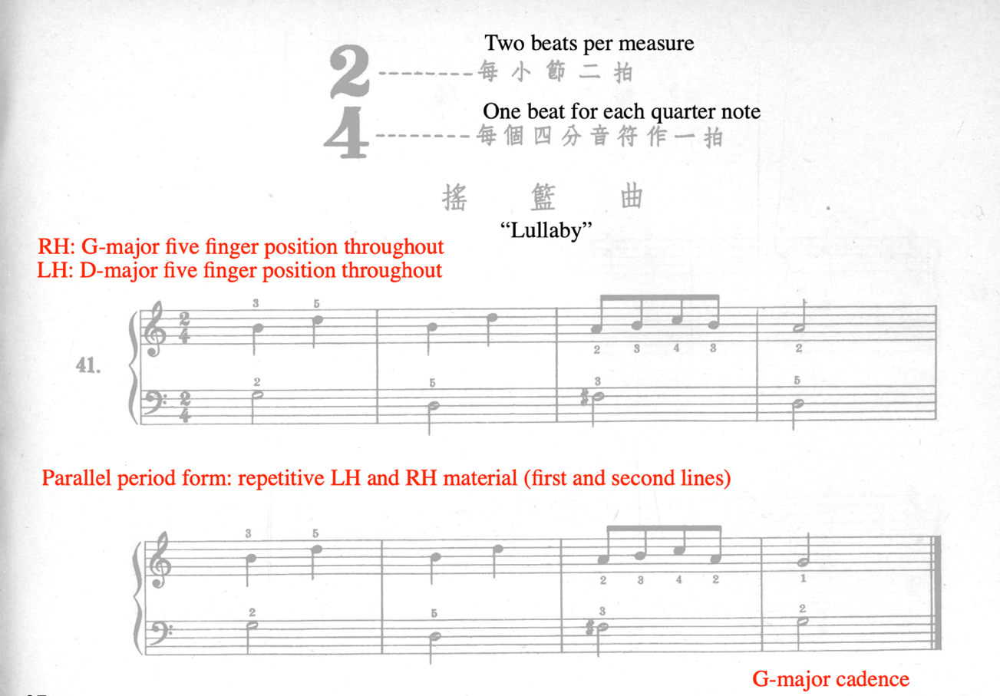 Two beats per measure
2 --------- 每小節二拍
One beat for each quarter note
4 --------- 每個四分音符作一拍
搖籃曲
“Lullaby”
RH: G-major five finger position throughout
LH: D-major five finger position throughout
3 5
2 4
2 3 4 3 2
41.
2 5 3 5
2 4
Parallel period form: repetitive LH and RH material (first and second lines)
3 5
2 3 4 2 1
2 5 3 2
G-major cadence